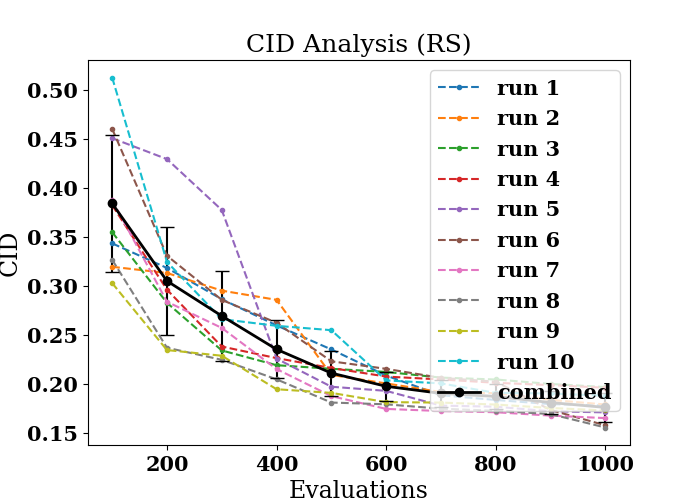 CID Analysis (RS)
0.50
0.45
0.40
0.35
0.30
0.25
0.20
0.15
CID
run 1
run 2
run 3
run 4
run 5
run 6
run 7
run 8
run 9
run 10
combined
200 400 600 800 1000
Evaluations